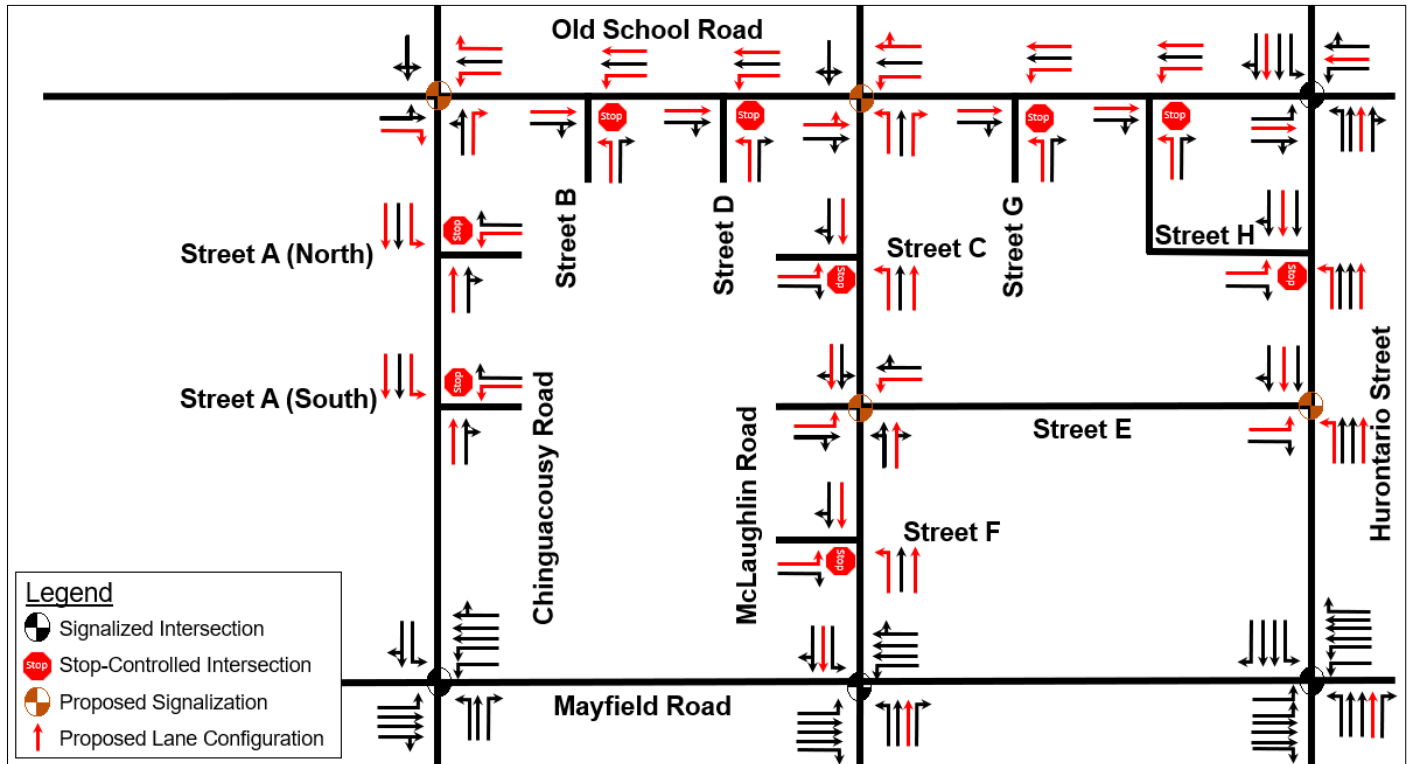 Old School Road
Stop
Stop
Stop
Stop
Street B
Street D
Street G
Street A (North)
Stop
Street C
Stop
Street H
Stop
Street A (South)
Stop
Chinguacousy Road
McLaughlin Road
Street E
Hurontario Street
Street F
Stop
Mayfield Road
Legend
Signalized Intersection
Stop
Stop-Controlled Intersection
Proposed Signalization
Proposed Lane Configuration